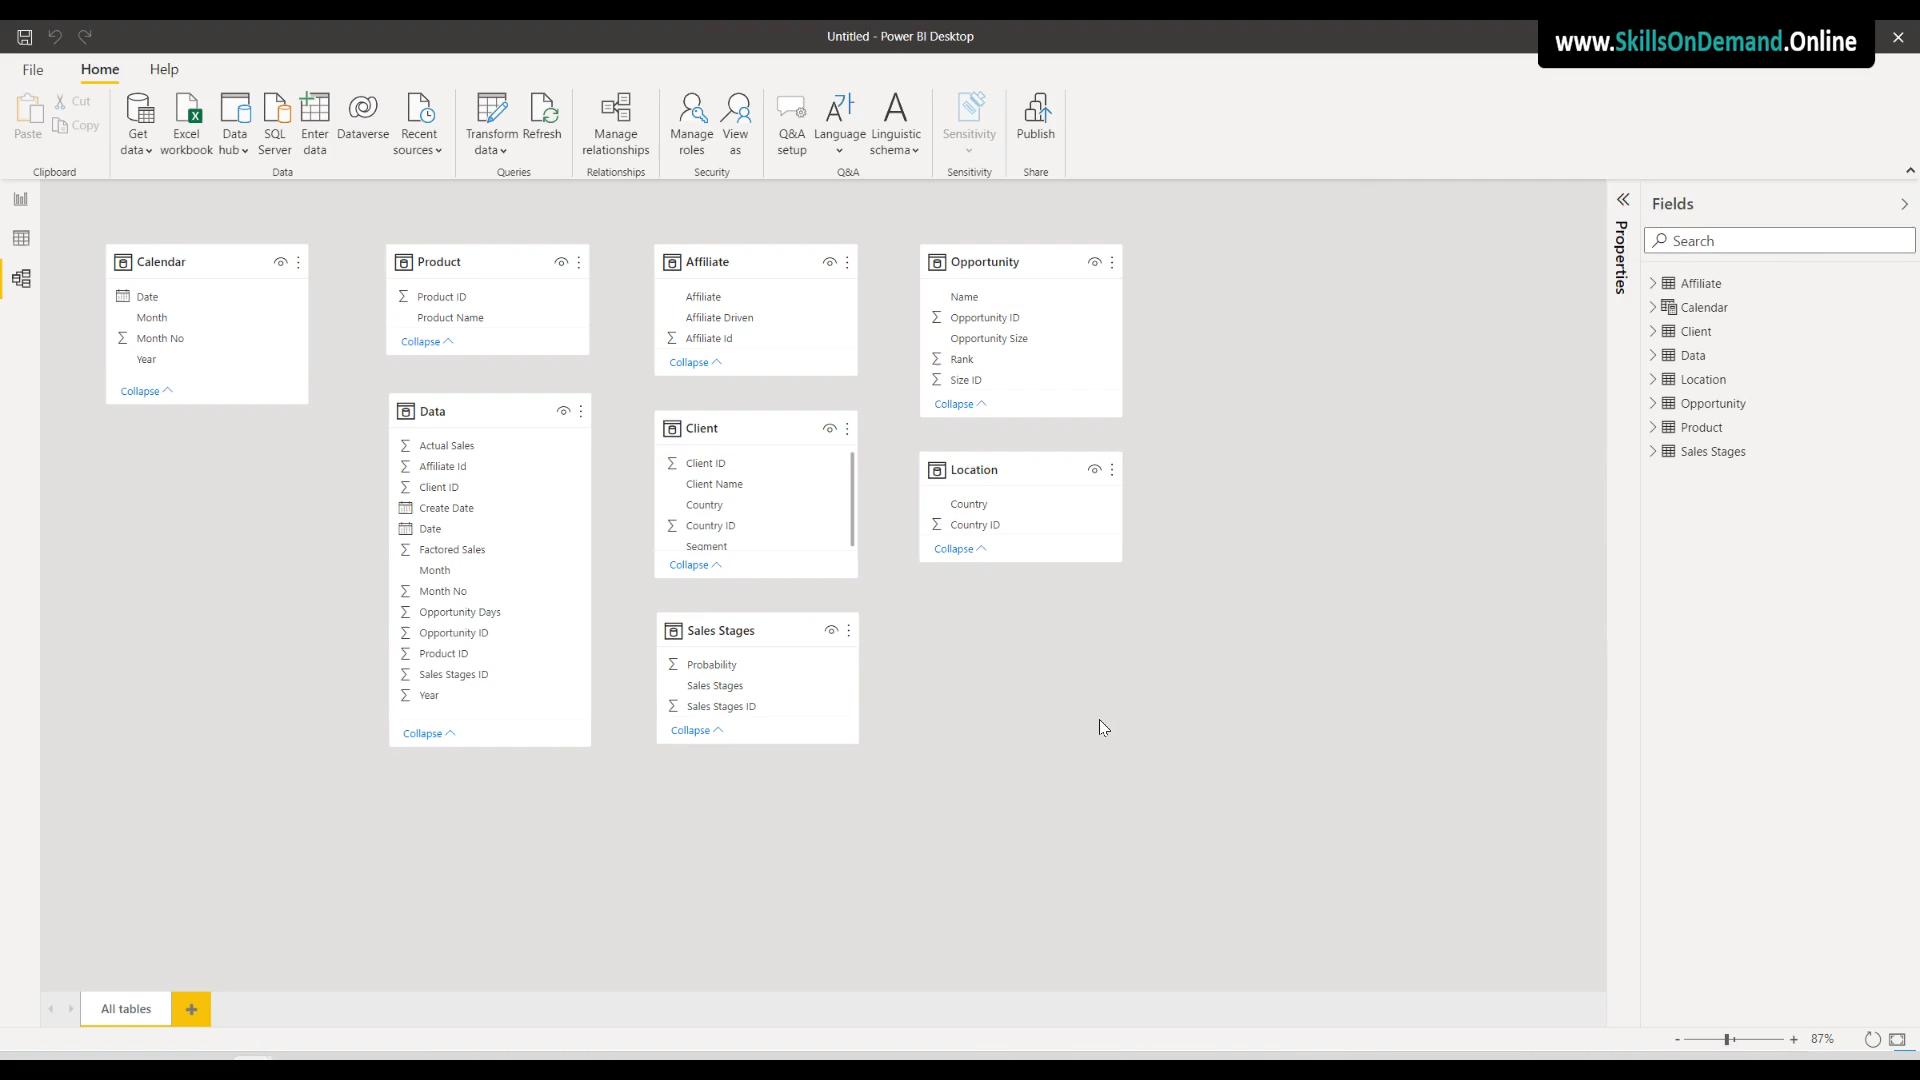 Untitled - Power BI Desktop
www.SkillsOnDemand.Online
File Home Help
Paste
Cut
Copy
Get data
Excel workbook
Data hub
SQL Server
Enter data
Dataverse
Recent sources
Transform data
Refresh
Manage relationships
Manage roles
View as
Q&A setup
Language
Linguistic schema
Sensitivity
Publish
Clipboard Data Queries Relationships Security Q&A Sensitivity Share
Calendar
Date
Month
Month No
Year
Collapse
Product
Product ID
Product Name
Collapse
Data
Actual Sales
Affiliate Id
Client ID
Create Date
Date
Factored Sales
Month
Month No
Opportunity Days
Opportunity ID
Product ID
Sales Stages ID
Year
Collapse
Affiliate
Affiliate
Affiliate Driven
Affiliate Id
Collapse
Client
Client ID
Client Name
Country
Country ID
Segment
Collapse
Sales Stages
Probability
Sales Stages
Sales Stages ID
Collapse
Opportunity
Name
Opportunity ID
Opportunity Size
Rank
Size ID
Collapse
Location
Country
Country ID
Collapse
Properties
Fields
Search
Affiliate
Calendar
Client
Data
Location
Opportunity
Product
Sales Stages
All tables
87%